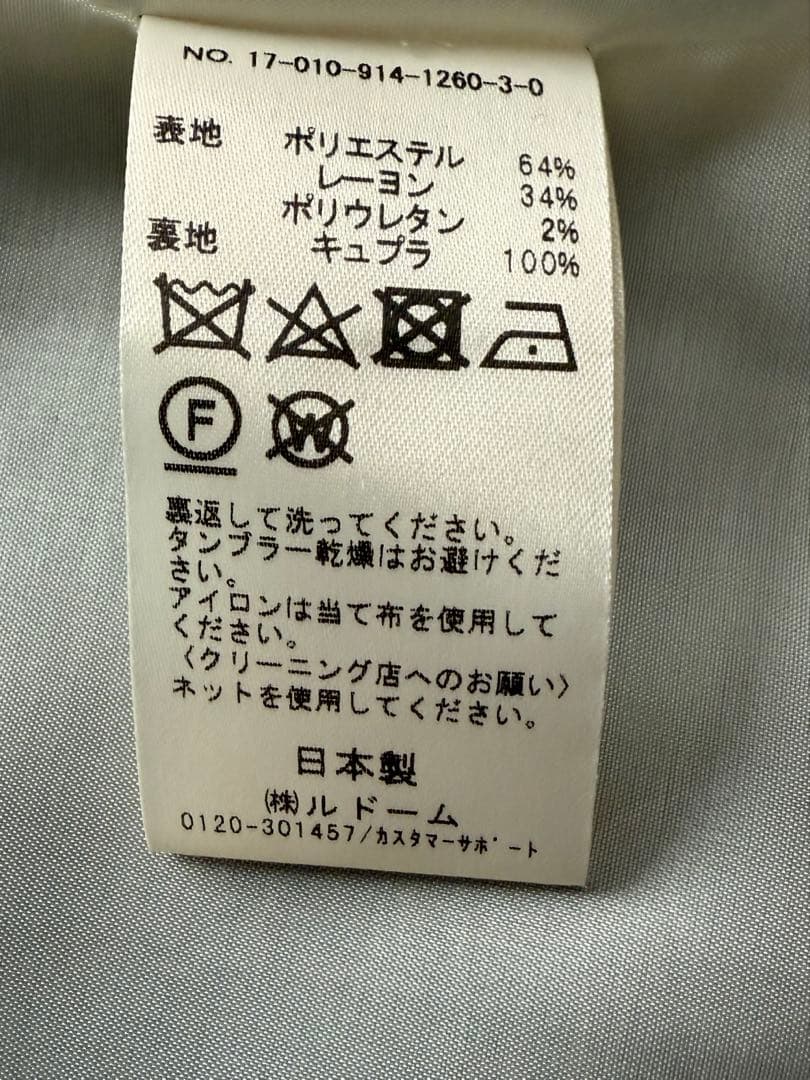 NO. 17-010-914-1260-3-0
表地 ポリエステル 64%
レーヨン 34%
ポリウレタン 2%
裏地 キュプラ 100%
F W
裏返して洗ってください。
タンブラー乾燥はお避けくだ
さい。
アイロンは当て布を使用して
ください。
〈クリーニング店へのお願い〉
ネットを使用してください。
日本製
㈱ルドーム
0120-301457/カスタマーサポート